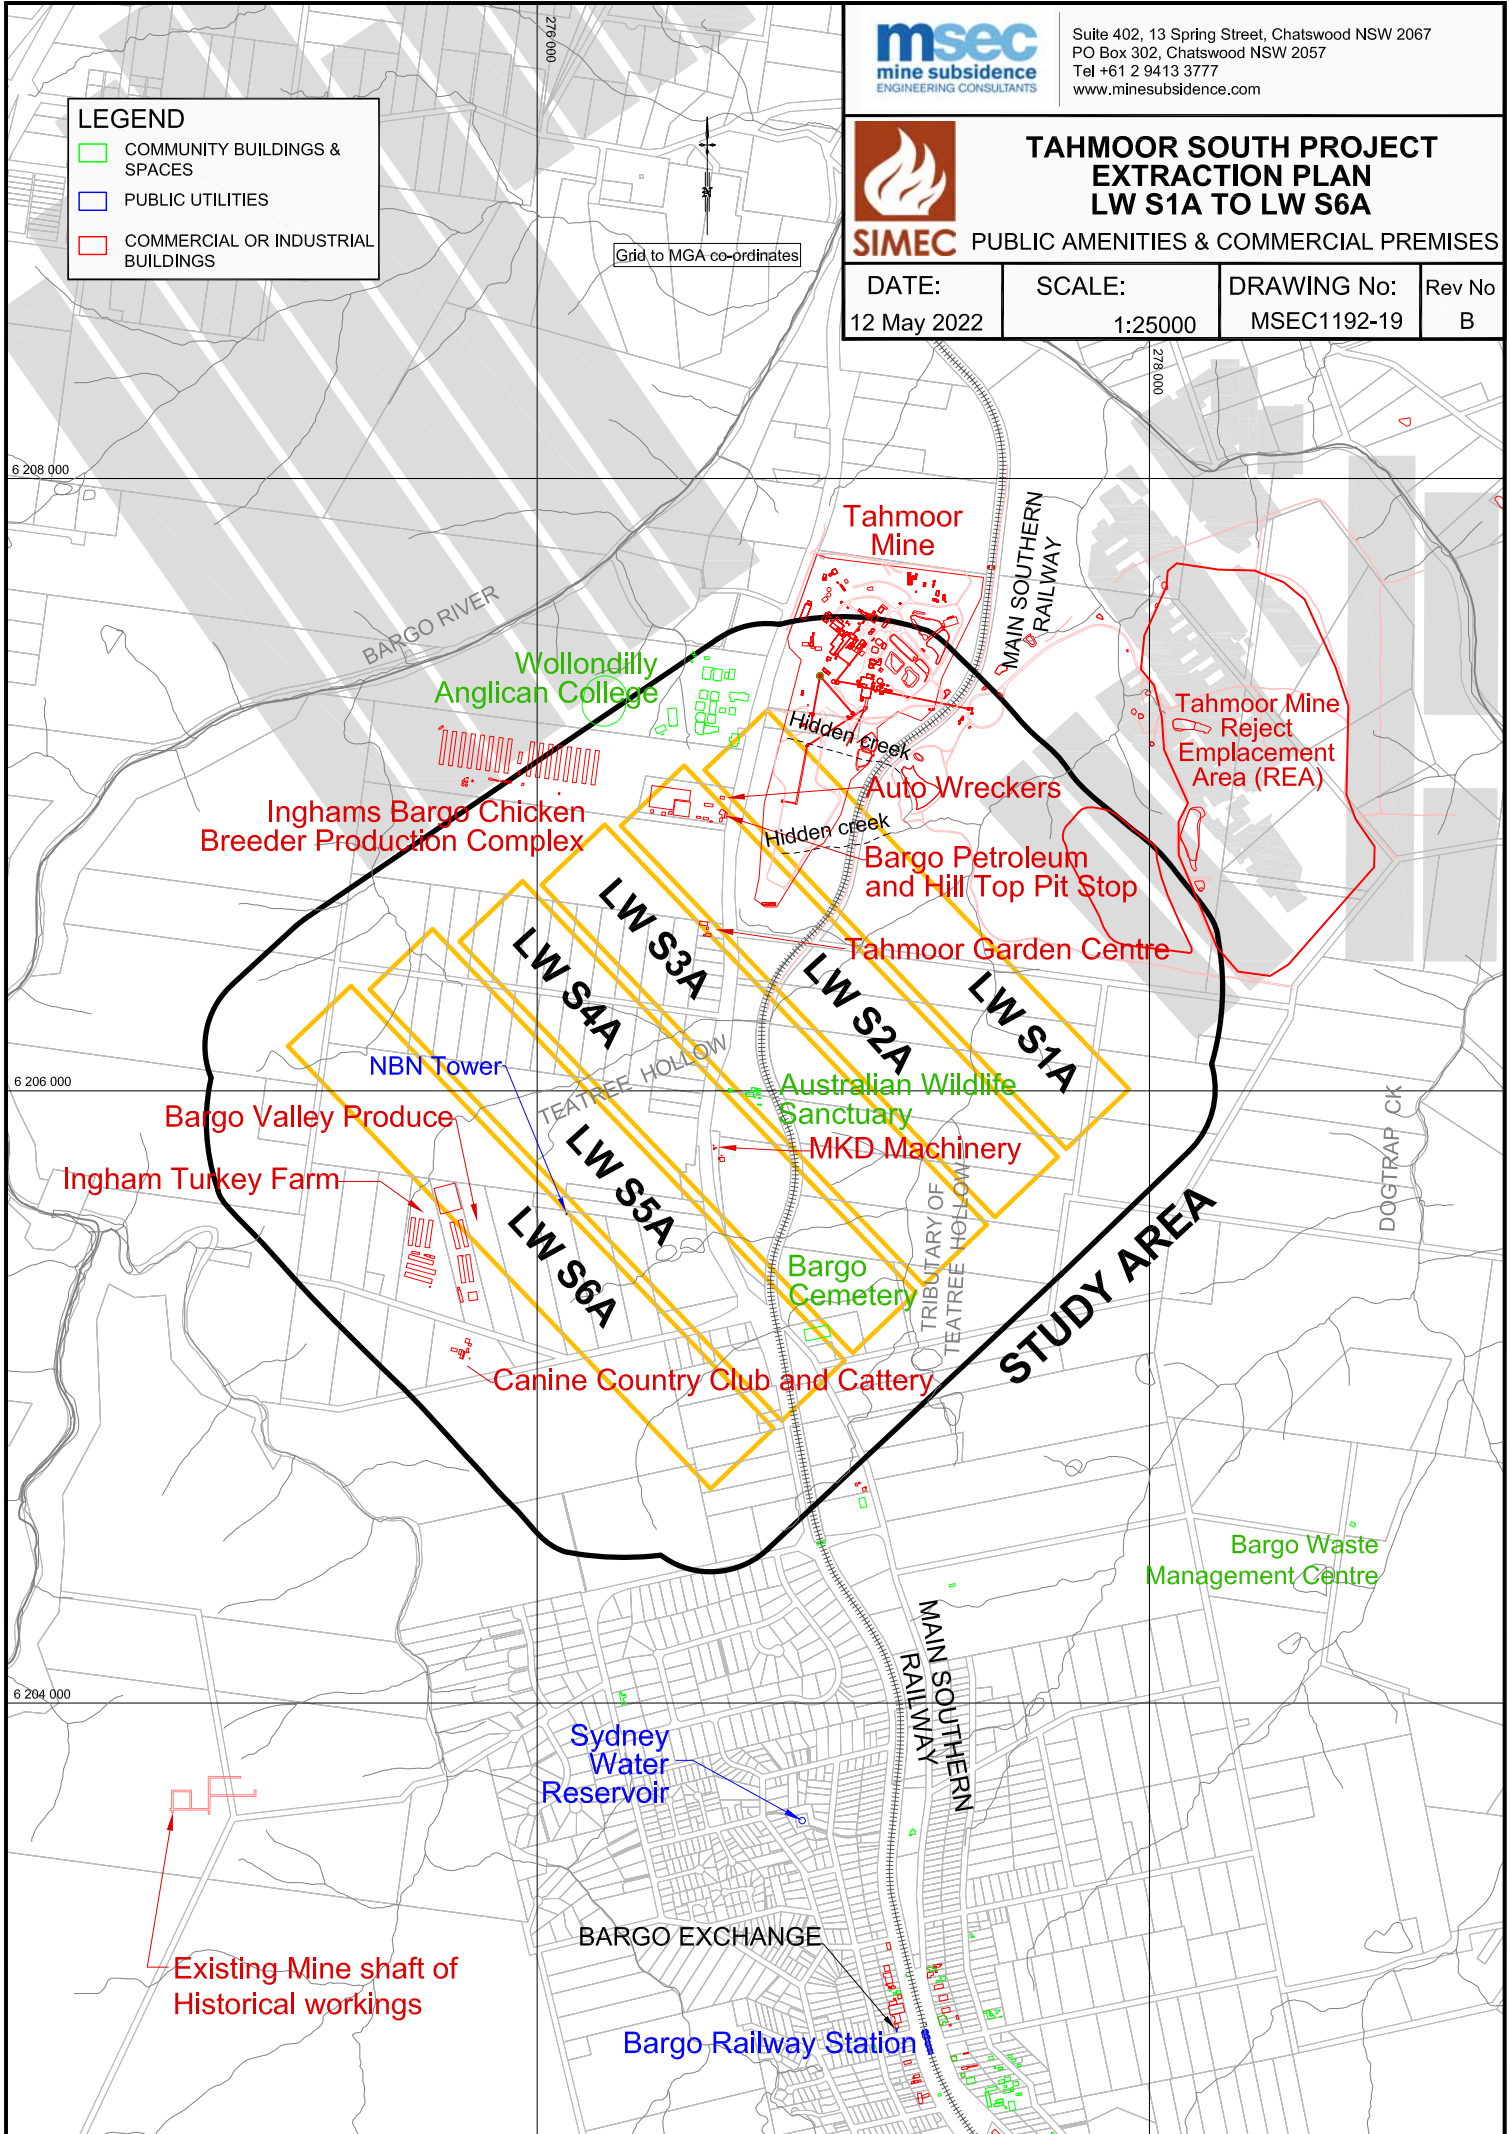 276 000
msec
mine subsidence
ENGINEERING CONSULTANTS
Suite 402, 13 Spring Street, Chatswood NSW 2067
PO Box 302, Chatswood NSW 2057
Tel +61 2 9413 3777
www.minesubsidence.com
LEGEND
COMMUNITY BUILDINGS &
SPACES
PUBLIC UTILITIES
COMMERCIAL OR INDUSTRIAL
BUILDINGS
N
Grid to MGA co-ordinates
SIMEC
TAHMOOR SOUTH PROJECT
EXTRACTION PLAN
LW S1A TO LW S6A
PUBLIC AMENITIES & COMMERCIAL PREMISES
DATE:
12 May 2022
SCALE:
1:25000
DRAWING No:
MSEC1192-19
Rev No
B
278 000
6 208 000
Tahmoor
Mine
MAIN SOUTHERN
RAILWAY
BARGO RIVER
Wollondilly
Anglican College
Tahmoor Mine
Reject
Emplacement
Area (REA)
Hidden creek
Auto Wreckers
Inghams Bargo Chicken
Breeder Production Complex
Hidden creek
Bargo Petroleum
and Hill Top Pit Stop
Tahmoor Garden Centre
LW S3A
LW S4A
LW S2A
LW S1A
NBN Tower
TEATREE HOLLOW
6 206 000
Australian Wildlife
Sanctuary
Bargo Valley Produce
MKD Machinery
Ingham Turkey Farm
LW S5A
LW S6A
DOGTRAP CK
TRIBUTARY OF
TEATREE HOLLOW
STUDY AREA
Bargo
Cemetery
Canine Country Club and Cattery
Bargo Waste
Management Centre
MAIN SOUTHERN
RAILWAY
6 204 000
Sydney
Water
Reservoir
BARGO EXCHANGE
Existing Mine shaft of
Historical workings
Bargo Railway Station